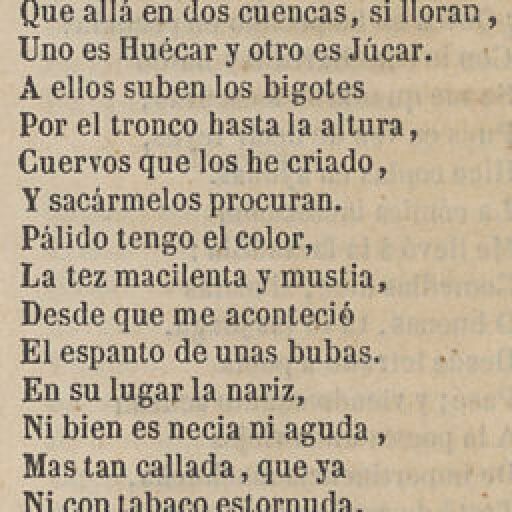 Que allá en dos cuencas, si lloran,
Uno es Huécar y otro es Júcar.
A ellos suben los bigotes
Por el tronco hasta la altura,
Cuervos que los he criado,
Y sacármelos procuran.
Pálido tengo el color,
La tez macilenta y mustia,
Desde que me aconteció
El espanto de unas bubas.
En su lugar la nariz,
Ni bien es necia ni aguda,
Mas tan callada, que ya
Ni con tabaco estornuda.